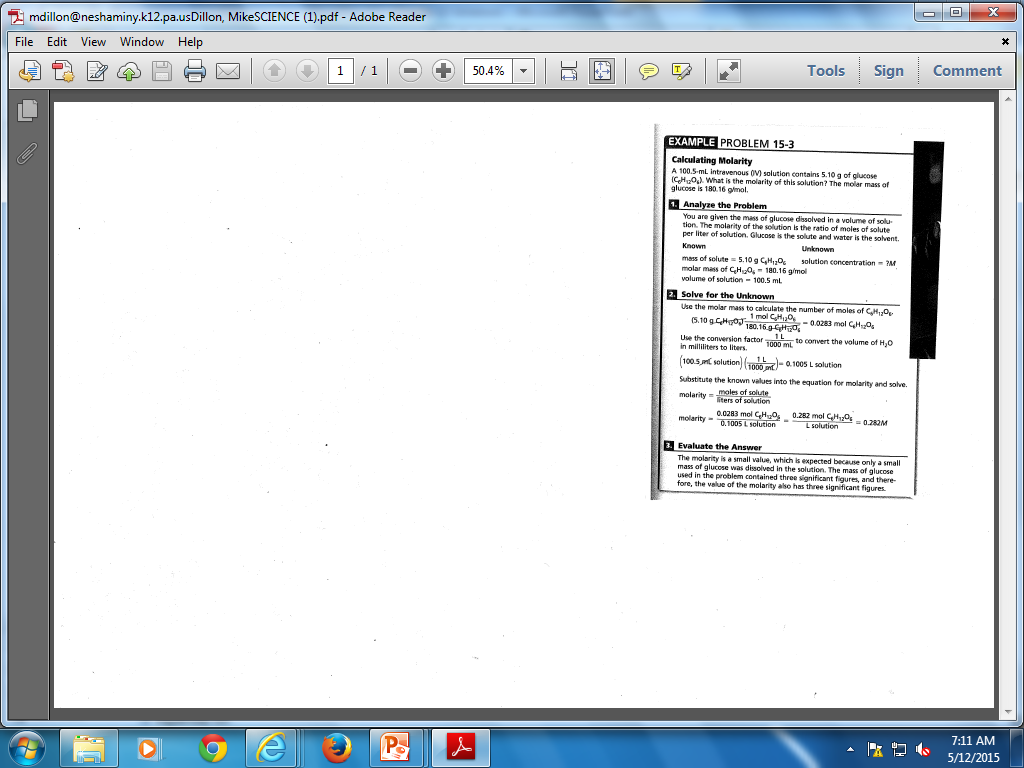 mdillon@neshaminy.k12.pa.usDillon, MikeSCIENCE (1).pdf - Adobe Reader
File Edit View Window Help
1 / 1 50.4% Tools Sign Comment
EXAMPLE PROBLEM 15-3
Calculating Molarity
A 100.5-mL intravenous (IV) solution contains 5.10 g of glucose
(C₆H₁₂O₆). What is the molarity of this solution? The molar mass of
glucose is 180.16 g/mol.
1. Analyze the Problem
You are given the mass of glucose dissolved in a volume of solu-
tion. The molarity of the solution is the ratio of moles of solute
per liter of solution. Glucose is the solute and water is the solvent.
Known Unknown
mass of solute = 5.10 g C₆H₁₂O₆ solution concentration = ?M
molar mass of C₆H₁₂O₆ = 180.16 g/mol
volume of solution = 100.5 mL
2. Solve for the Unknown
Use the molar mass to calculate the number of moles of C₆H₁₂O₆.
(5.10 g C₆H₁₂O₆) 1 mol C₆H₁₂O₆ / 180.16 g C₆H₁₂O₆ = 0.0283 mol C₆H₁₂O₆
Use the conversion factor 1 L / 1000 mL to convert the volume of H₂O
in milliliters to liters.
(100.5 mL solution) (1 L / 1000 mL) = 0.1005 L solution
Substitute the known values into the equation for molarity and solve.
molarity = moles of solute / liters of solution
molarity = 0.0283 mol C₆H₁₂O₆ / 0.1005 L solution = 0.282 mol C₆H₁₂O₆ / L solution = 0.282M
3. Evaluate the Answer
The molarity is a small value, which is expected because only a small
mass of glucose was dissolved in the solution. The mass of glucose
used in the problem contained three significant figures, and there-
fore, the value of the molarity also has three significant figures.
7:11 AM
5/12/2015